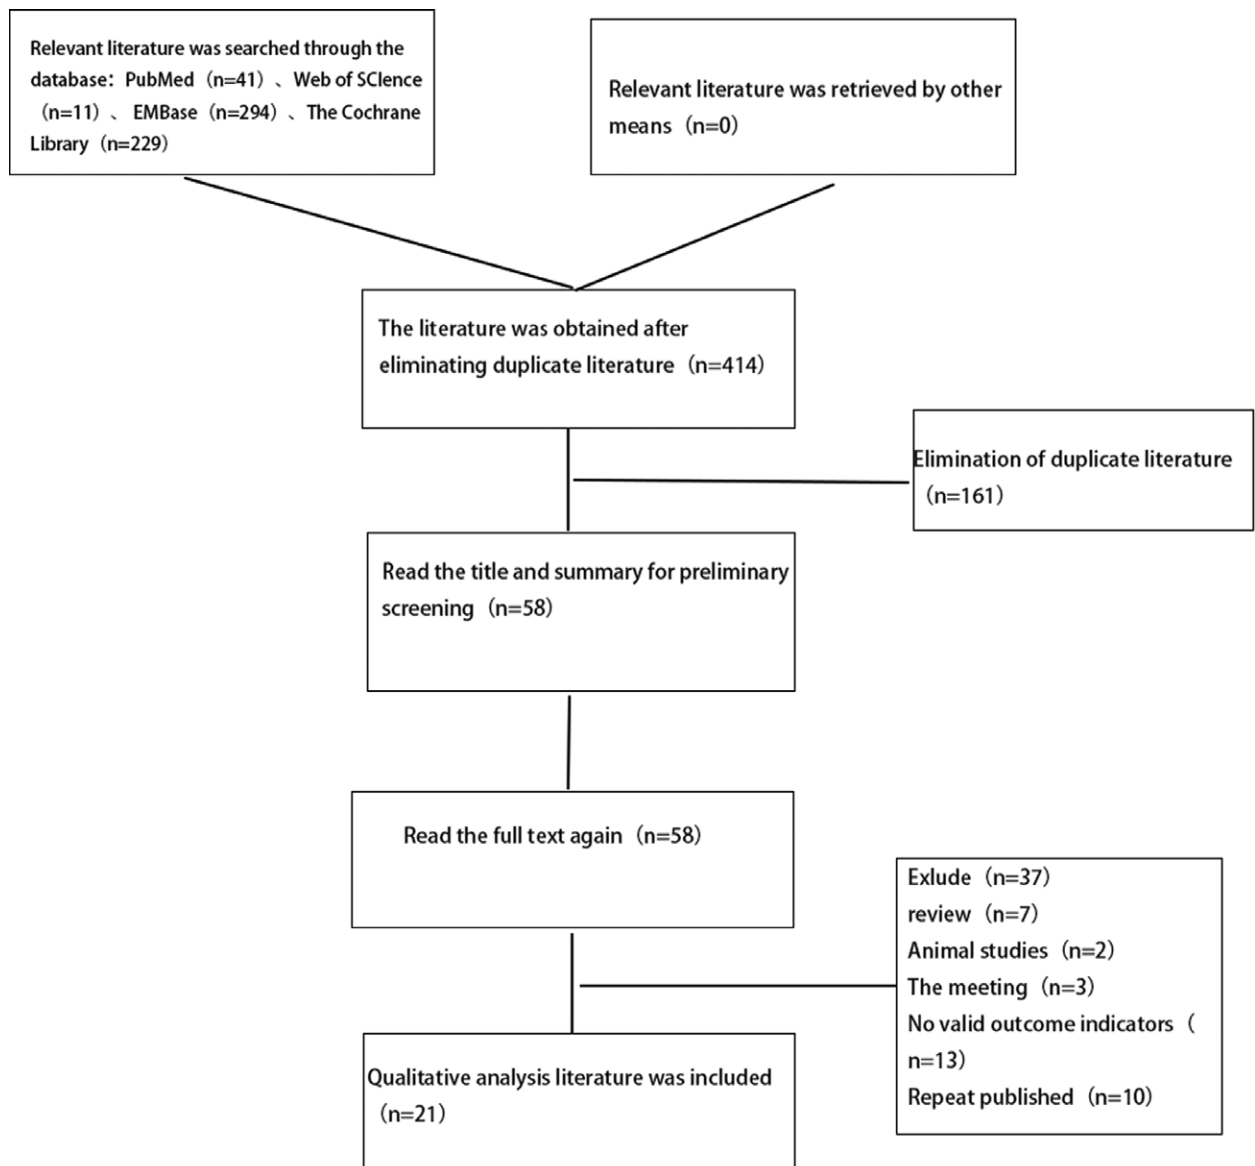 Relevant literature was searched through the
database：PubMed（n=41）、Web of SCIence
（n=11）、 EMBase（n=294）、The Cochrane
Library（n=229）
Relevant literature was retrieved by other
means（n=0）
The literature was obtained after
eliminating duplicate literature（n=414）
Elimination of duplicate literature
（n=161）
Read the title and summary for preliminary
screening（n=58）
Read the full text again（n=58）
Exlude（n=37）
review（n=7）
Animal studies（n=2）
The meeting（n=3）
No valid outcome indicators（
n=13）
Repeat published（n=10）
Qualitative analysis literature was included
（n=21）